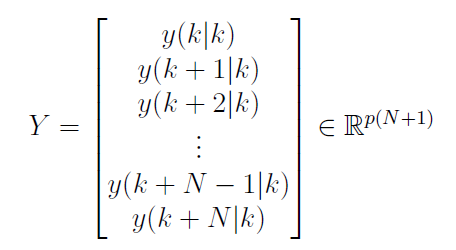 y(k|k)
y(k + 1|k)
y(k + 2|k)
Y = ⋮ ∈ ℝ^{p(N+1)}
y(k + N − 1|k)
y(k + N|k)